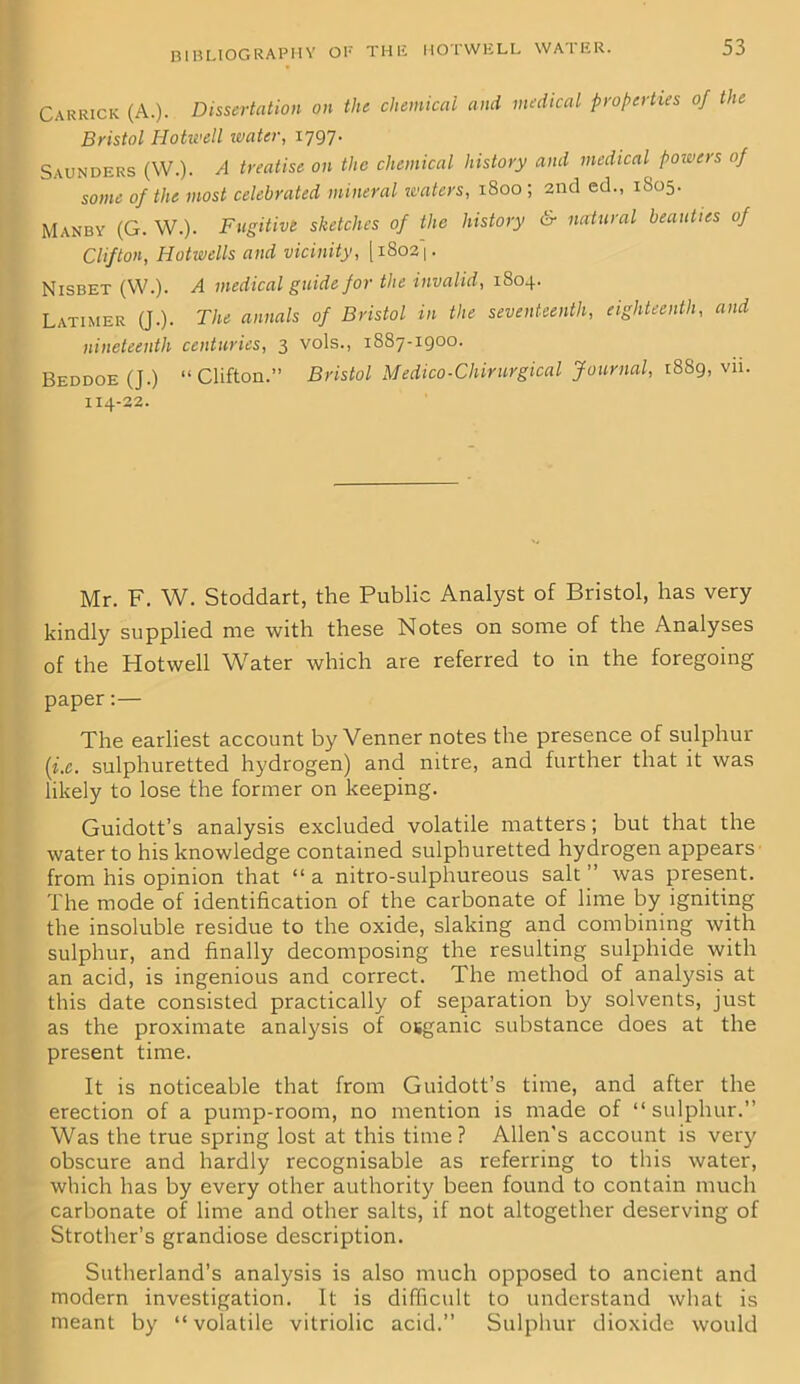 BIBLIOGRAPHY OF THE HOTWELL WATER. 53
CARRICK (A.). Dissertation on the chemical and medical properties of the
Bristol Hotwell water, 1797.
SAUNDERS (W.). A treatise on the chemical history and medical powers of
some of the most celebrated mineral waters, 1800; 2nd ed., 1805.
MANBY (G. W.). Fugitive sketches of the history & natural beauties of
Clifton, Hotwells and vicinity, [1802].
NISBET (W.). A medical guide for the invalid, 1804.
LATIMER (J.). The annals of Bristol in the seventeenth, eighteenth, and
nineteenth centuries, 3 vols., 1887-1900.
BEDDOE (J.) “Clifton.” Bristol Medico-Chirurgical Journal, 1889, vii.
114-22.
Mr. F. W. Stoddart, the Public Analyst of Bristol, has very
kindly supplied me with these Notes on some of the Analyses
of the Hotwell Water which are referred to in the foregoing
paper:—
The earliest account by Venner notes the presence of sulphur
(i.e. sulphuretted hydrogen) and nitre, and further that it was
likely to lose the former on keeping.
Guidott’s analysis excluded volatile matters; but that the
water to his knowledge contained sulphuretted hydrogen appears
from his opinion that “a nitro-sulphureous salt” was present.
The mode of identification of the carbonate of lime by igniting
the insoluble residue to the oxide, slaking and combining with
sulphur, and finally decomposing the resulting sulphide with
an acid, is ingenious and correct. The method of analysis at
this date consisted practically of separation by solvents, just
as the proximate analysis of organic substance does at the
present time.
It is noticeable that from Guidott’s time, and after the
erection of a pump-room, no mention is made of “sulphur.”
Was the true spring lost at this time? Allen’s account is very
obscure and hardly recognisable as referring to this water,
which has by every other authority been found to contain much
carbonate of lime and other salts, if not altogether deserving of
Strother’s grandiose description.
Sutherland’s analysis is also much opposed to ancient and
modern investigation. It is difficult to understand what is
meant by “volatile vitriolic acid.” Sulphur dioxide would